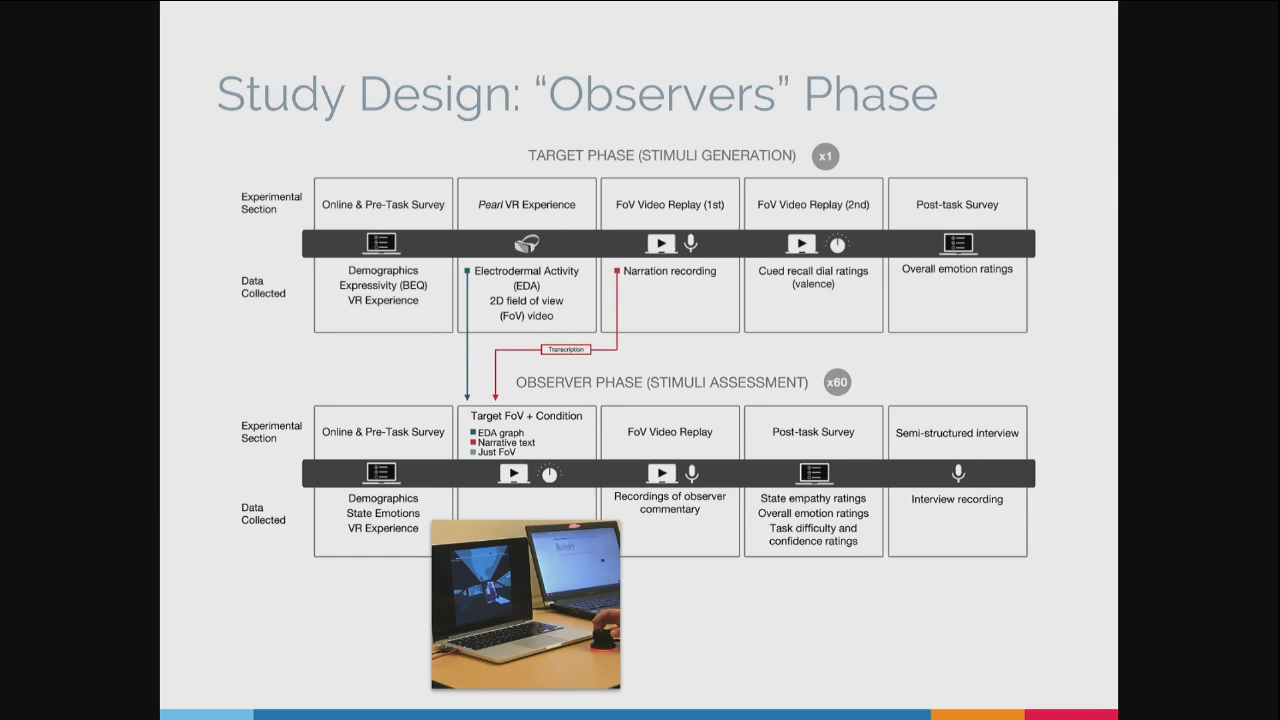 Study Design: “Observers” Phase
TARGET PHASE (STIMULI GENERATION) x1
Experimental
Section
Online & Pre-Task Survey
Pearl VR Experience
FoV Video Replay (1st)
FoV Video Replay (2nd)
Post-task Survey
Data
Collected
Demographics
Expressivity (BEQ)
VR Experience
Electrodermal Activity
(EDA)
2D field of view
(FoV) video
Narration recording
Cued recall dial ratings
(valence)
Overall emotion ratings
Transcription
OBSERVER PHASE (STIMULI ASSESSMENT) x60
Experimental
Section
Online & Pre-Task Survey
Target FoV + Condition
EDA graph
Narrative text
Just FoV
FoV Video Replay
Post-task Survey
Semi-structured interview
Data
Collected
Demographics
State Emotions
VR Experience
Recordings of observer
commentary
State empathy ratings
Overall emotion ratings
Task difficulty and
confidence ratings
Interview recording